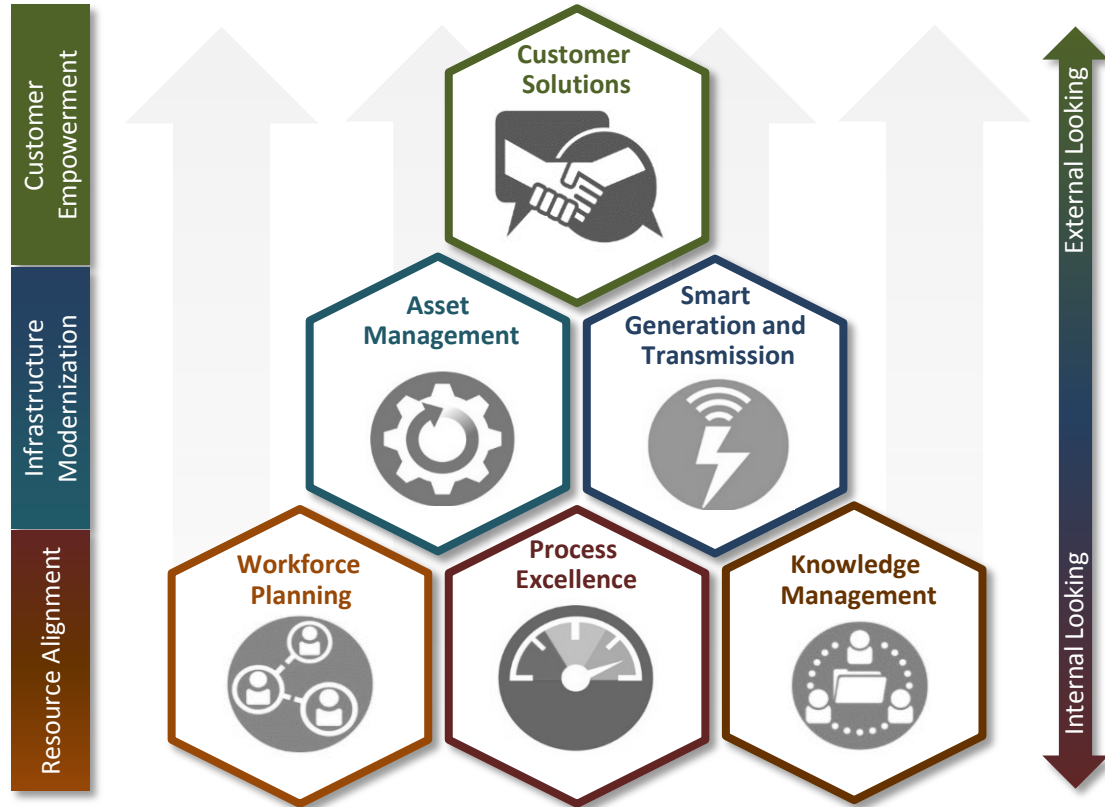 Customer
Empowerment
Infrastructure
Modernization
Resource Alignment
Customer
Solutions
Asset
Management
Smart
Generation and
Transmission
Workforce
Planning
Process
Excellence
Knowledge
Management
External Looking
Internal Looking